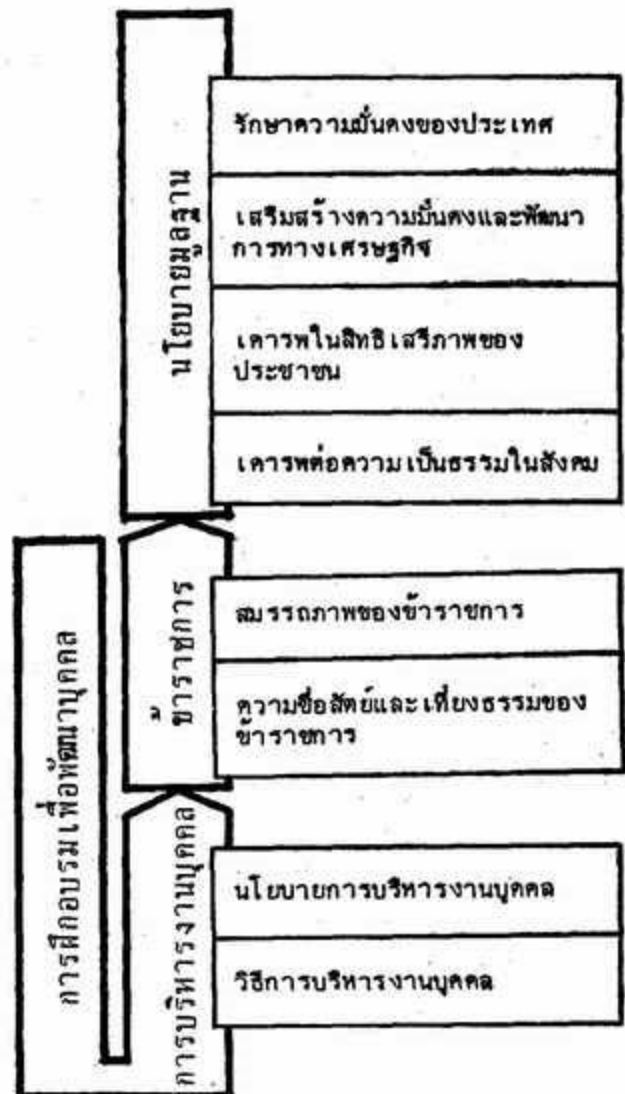 นโยบายมูลฐาน
รักษาความมั่นคงของประเทศ
เสริมสร้างความมั่นคงและพัฒนา
การทางเศรษฐกิจ
เคารพในสิทธิเสรีภาพของ
ประชาชน
เคารพต่อความเป็นธรรมในสังคม
ข้าราชการ
สมรรถภาพของข้าราชการ
ความซื่อสัตย์และเที่ยงธรรมของ
ข้าราชการ
การฝึกอบรมเพื่อพัฒนาบุคคล
การบริหารงานบุคคล
นโยบายการบริหารงานบุคคล
วิธีการบริหารงานบุคคล